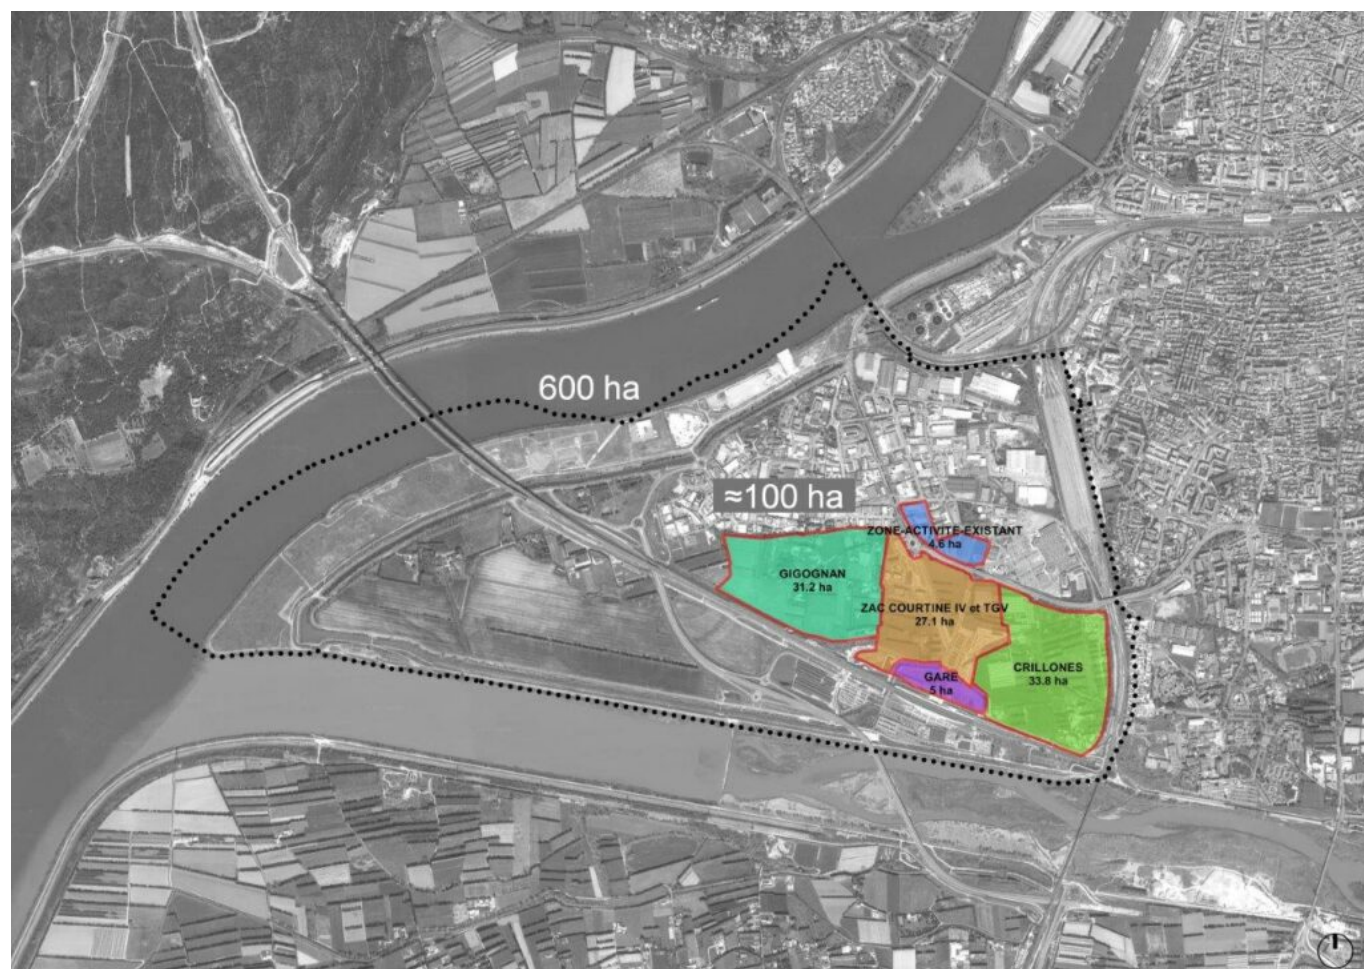 600 ha
≈100 ha
ZONE-ACTIVITE-EXISTANT
4.6 ha
GIGOGNAN
31.2 ha
ZAC COURTINE IV et TGV
27.1 ha
CRILLONES
33.8 ha
GARE
5 ha